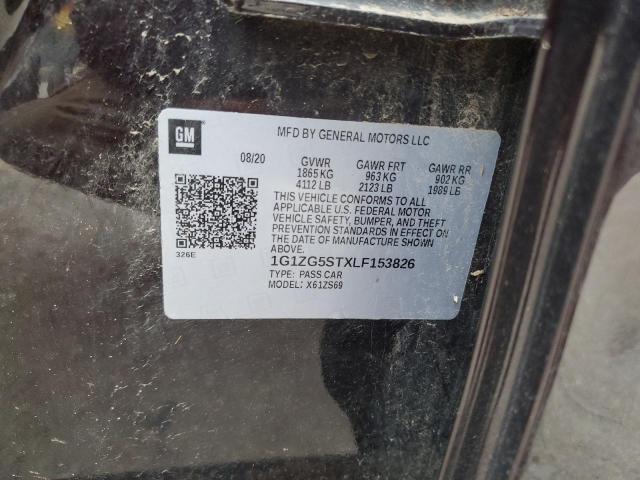 GM
MFD BY GENERAL MOTORS LLC
08/20 GVWR GAWR FRT GAWR RR
1865 KG 963 KG 902 KG
4112 LB 2123 LB 1989 LB
THIS VEHICLE CONFORMS TO ALL
APPLICABLE U.S. FEDERAL MOTOR
VEHICLE SAFETY, BUMPER, AND THEFT
PREVENTION STANDARDS IN EFFECT ON
THE DATE OF MANUFACTURE SHOWN
ABOVE.
326E
1G1ZG5STXLF153826
TYPE: PASS CAR
MODEL: X61ZS69